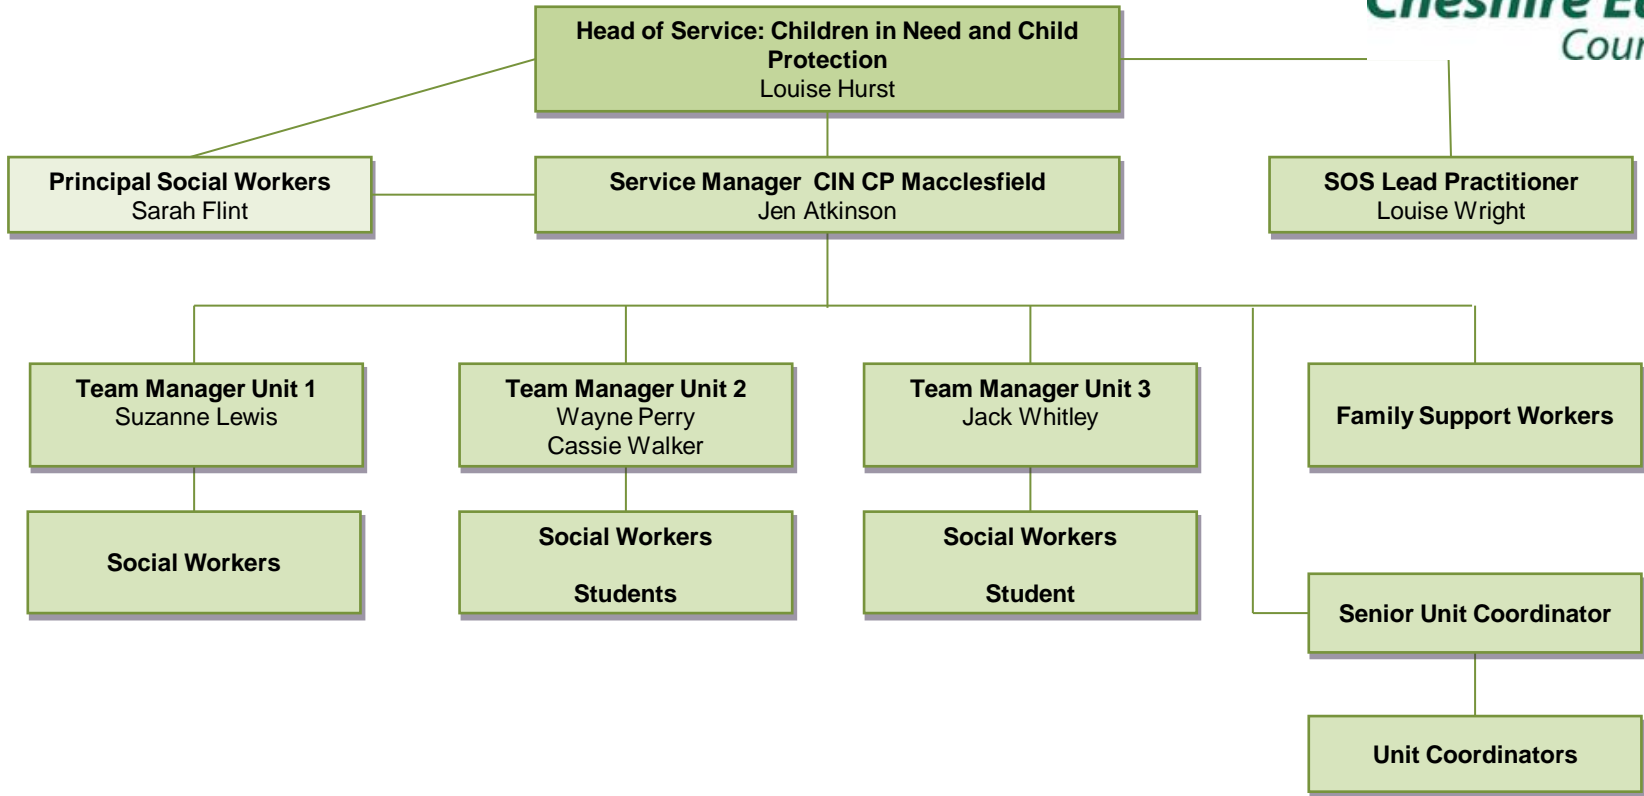 Cheshire Ea
Coun
Head of Service: Children in Need and Child
Protection
Louise Hurst
Principal Social Workers
Sarah Flint
Service Manager CIN CP Macclesfield
Jen Atkinson
SOS Lead Practitioner
Louise Wright
Team Manager Unit 1
Suzanne Lewis
Team Manager Unit 2
Wayne Perry
Cassie Walker
Team Manager Unit 3
Jack Whitley
Family Support Workers
Social Workers
Social Workers
Students
Social Workers
Student
Senior Unit Coordinator
Unit Coordinators